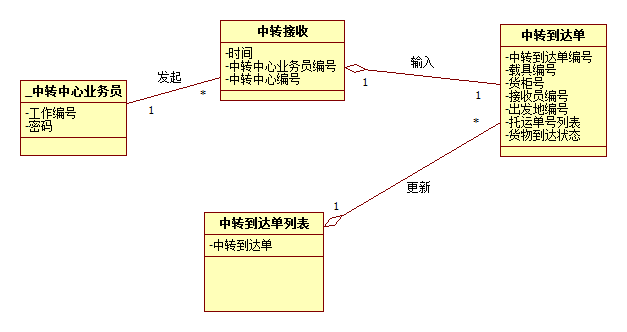 _中转中心业务员
-工作编号
-密码
发起
1
*
中转接收
-时间
-中转中心业务员编号
-中转中心编号
输入
1
1
中转到达单
-中转到达单编号
-载具编号
-货柜号
-接收员编号
-出发地编号
-托运单号列表
-货物到达状态
*
更新
1
中转到达单列表
-中转到达单